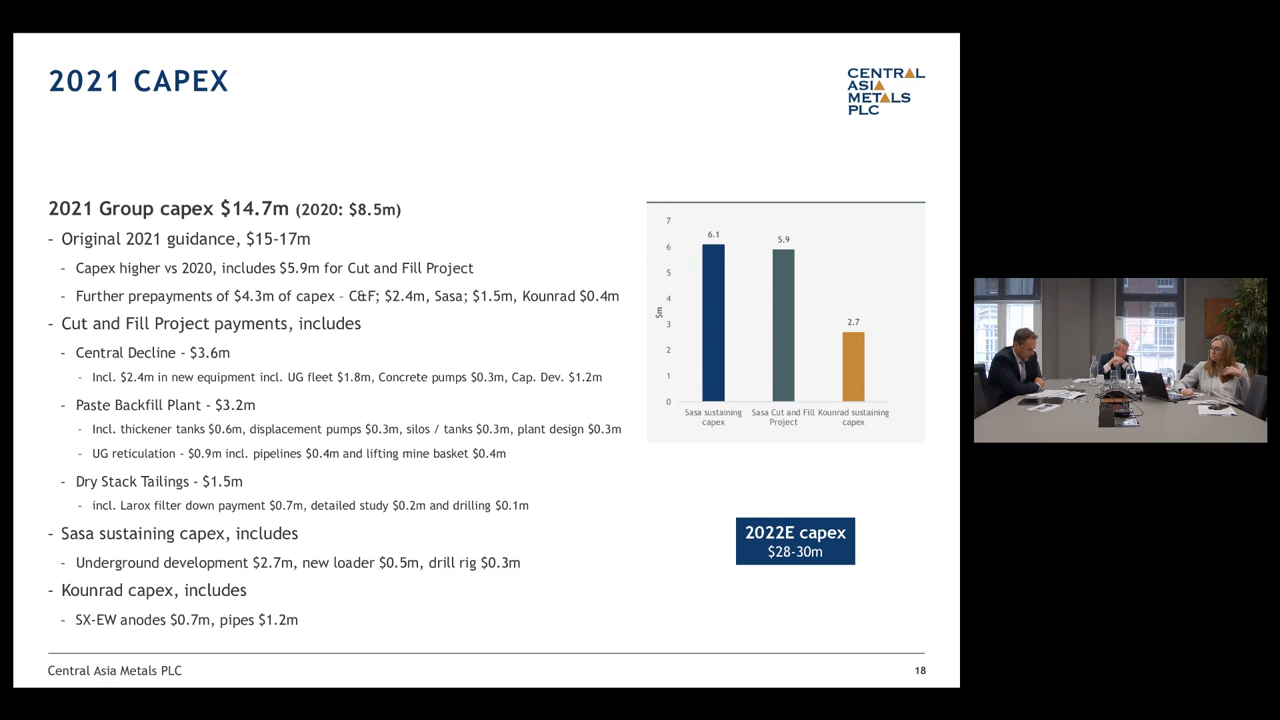 2021 CAPEX
CENTRAL
ASIA
METALS
PLC
2021 Group capex $14.7m (2020: $8.5m)
- Original 2021 guidance, $15-17m
- Capex higher vs 2020, includes $5.9m for Cut and Fill Project
- Further prepayments of $4.3m of capex – C&F; $2.4m, Sasa; $1.5m, Kounrad $0.4m
- Cut and Fill Project payments, includes
- Central Decline - $3.6m
- Incl. $2.4m in new equipment incl. UG fleet $1.8m, Concrete pumps $0.3m, Cap. Dev. $1.2m
- Paste Backfill Plant - $3.2m
- Incl. thickener tanks $0.6m, displacement pumps $0.3m, silos / tanks $0.3m, plant design $0.3m
- UG reticulation - $0.9m incl. pipelines $0.4m and lifting mine basket $0.4m
- Dry Stack Tailings - $1.5m
- incl. Larox filter down payment $0.7m, detailed study $0.2m and drilling $0.1m
- Sasa sustaining capex, includes
- Underground development $2.7m, new loader $0.5m, drill rig $0.3m
- Kounrad capex, includes
- SX-EW anodes $0.7m, pipes $1.2m
$m
7
6
5
4
3
2
1
0
6.1
5.9
2.7
Sasa sustaining
capex
Sasa Cut and Fill
Project
Kounrad sustaining
capex
2022E capex
$28-30m
Central Asia Metals PLC
18